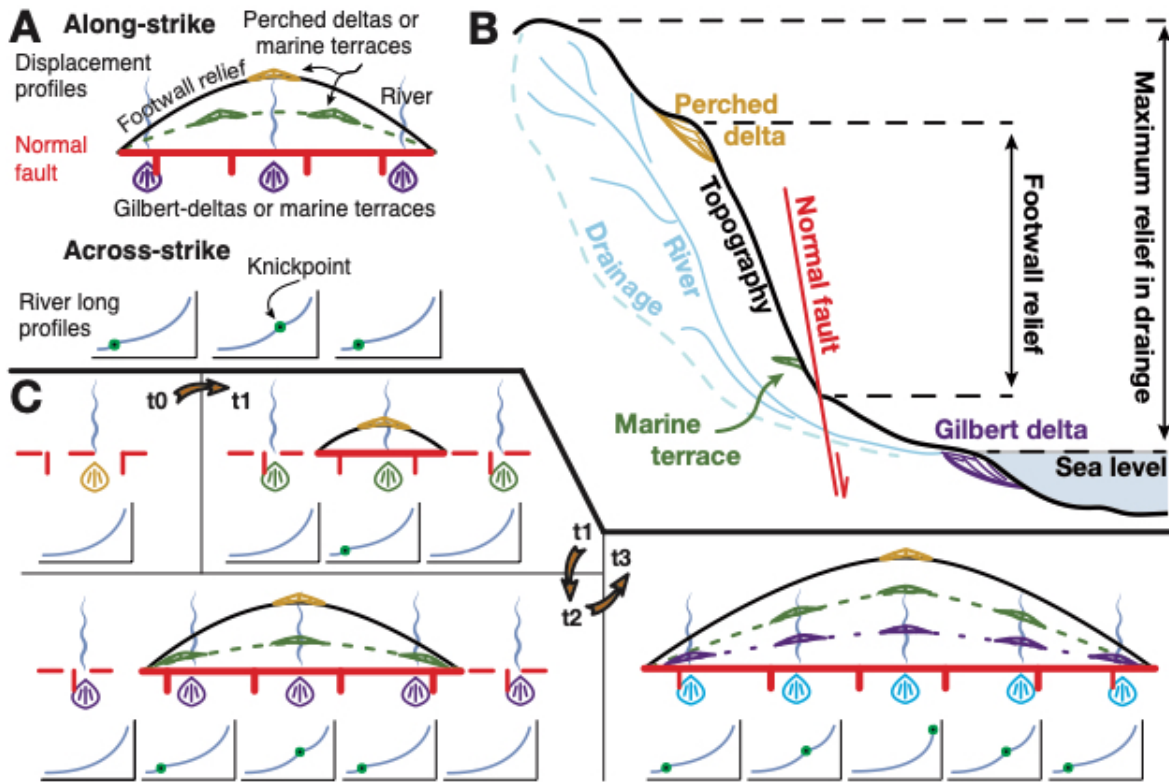 A
Along-strike
Perched deltas or
marine terraces
Displacement
profiles
Footwall relief
River
Normal
fault
Gilbert-deltas or marine terraces
Across-strike
Knickpoint
River long
profiles
B
Perched
delta
Topography
Normal fault
River
Drainage
Footwall relief
Maximum relief in drainge
Marine
terrace
Gilbert delta
Sea level
C
t0
t1
t1
t2
t3